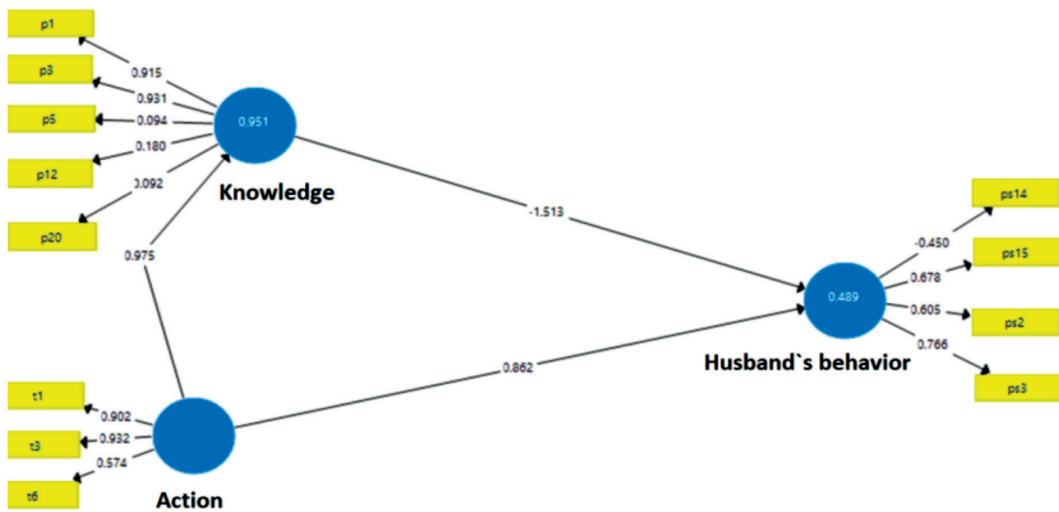 p1
0.915
p3
0.931
p5
0.094
0.951
p12
0.180
0.092
Knowledge
p20
0.975
-1.513
ps14
-0.450
ps15
0.678
0.489
0.605
ps2
0.766
Husband`s behavior
0.862
ps3
t1
0.902
t3
0.932
0.574
t6
Action